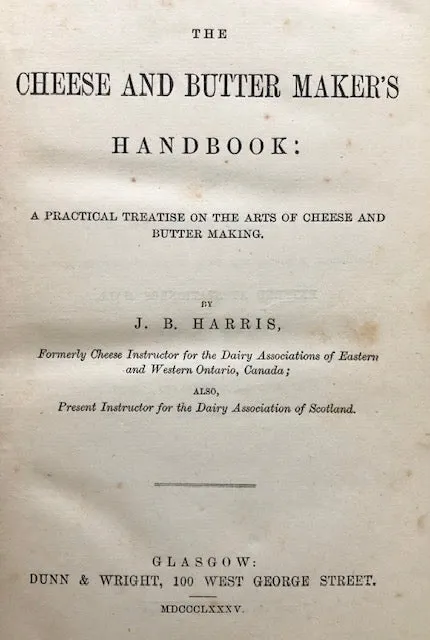 THE
CHEESE AND BUTTER MAKER'S
HANDBOOK:
A PRACTICAL TREATISE ON THE ARTS OF CHEESE AND
BUTTER MAKING.
BY
J. B. HARRIS,
Formerly Cheese Instructor for the Dairy Associations of Eastern
and Western Ontario, Canada;
ALSO,
Present Instructor for the Dairy Association of Scotland.
GLASGOW:
DUNN & WRIGHT, 100 WEST GEORGE STREET.
MDCCCLXXXV.